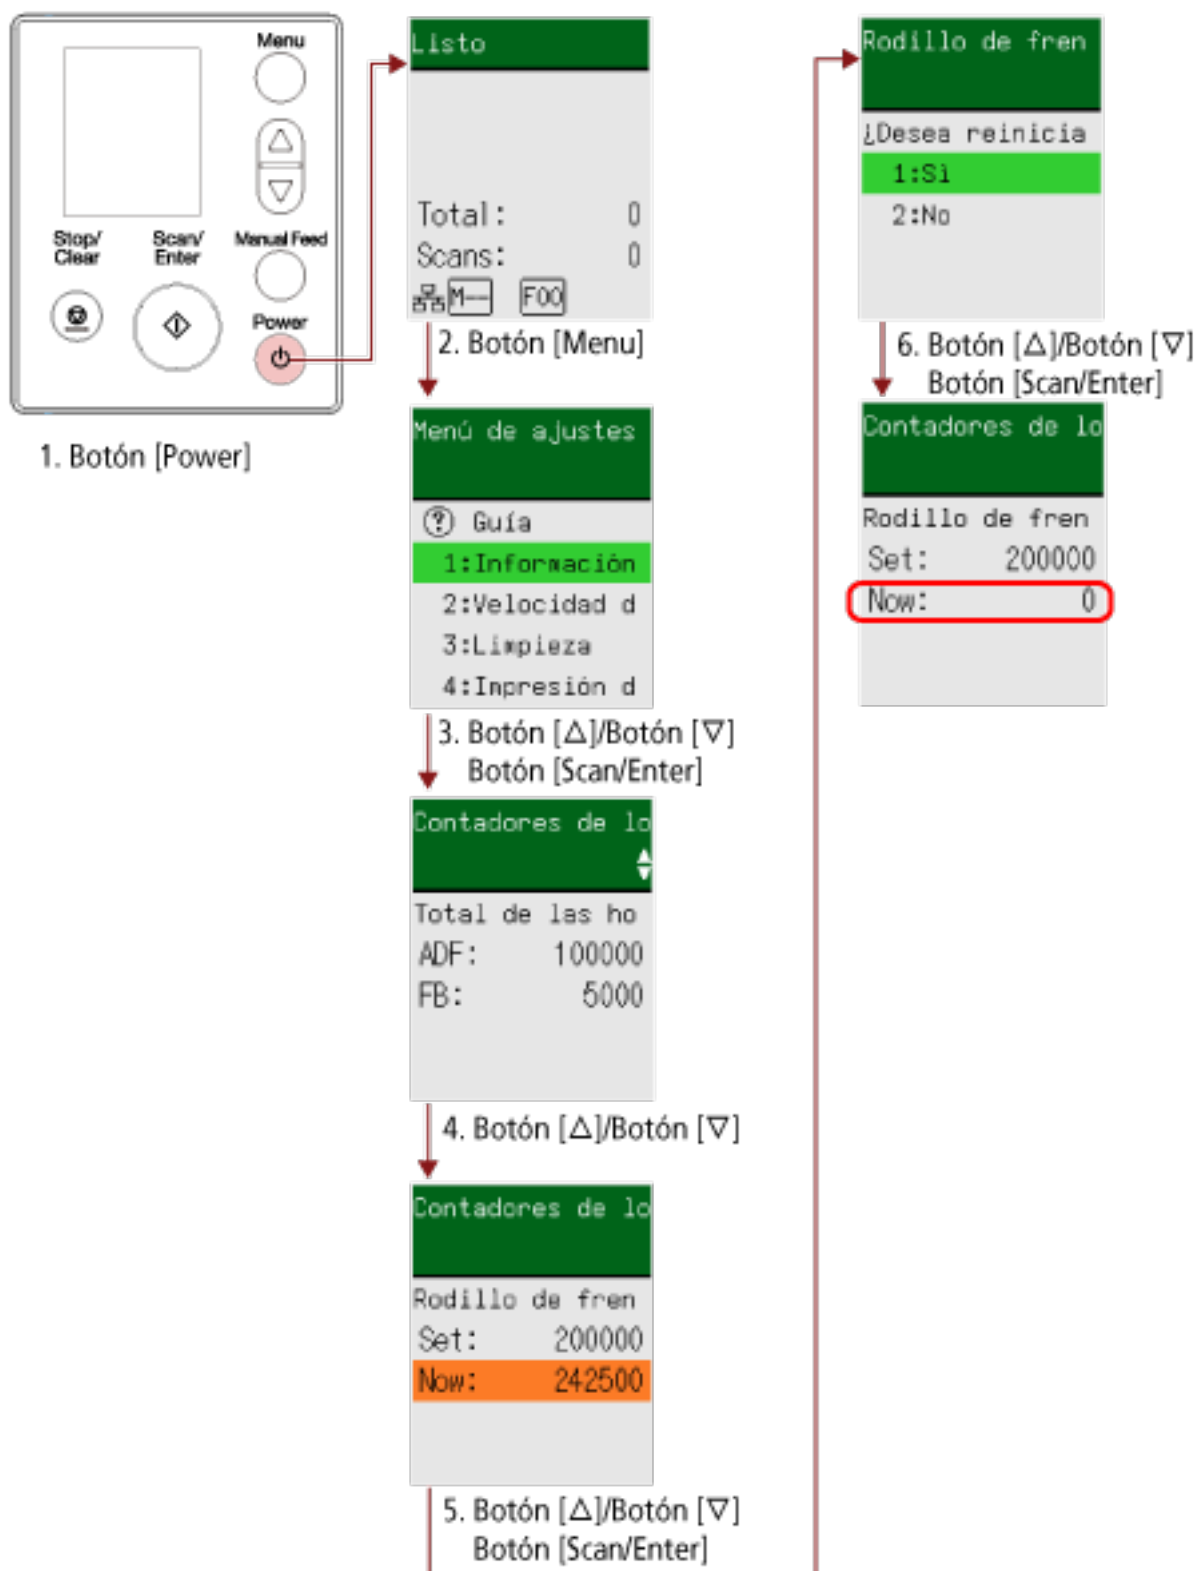 Menu
Stop/
Clear
Scan/
Enter
Manual Feed
Power
1. Botón [Power]
Listo
Total: 0
Scans: 0
M-- F00
2. Botón [Menu]
Menú de ajustes
? Guía
1:Información
2:Velocidad d
3:Limpieza
4:Impresión d
3. Botón [△]/Botón [▽]
Botón [Scan/Enter]
Contadores de lo
Total de las ho
ADF: 100000
FB: 5000
4. Botón [△]/Botón [▽]
Contadores de lo
Rodillo de fren
Set: 200000
Now: 242500
5. Botón [△]/Botón [▽]
Botón [Scan/Enter]
Rodillo de fren
¿Desea reinicia
1:Sì
2:No
6. Botón [△]/Botón [▽]
Botón [Scan/Enter]
Contadores de lo
Rodillo de fren
Set: 200000
Now: 0